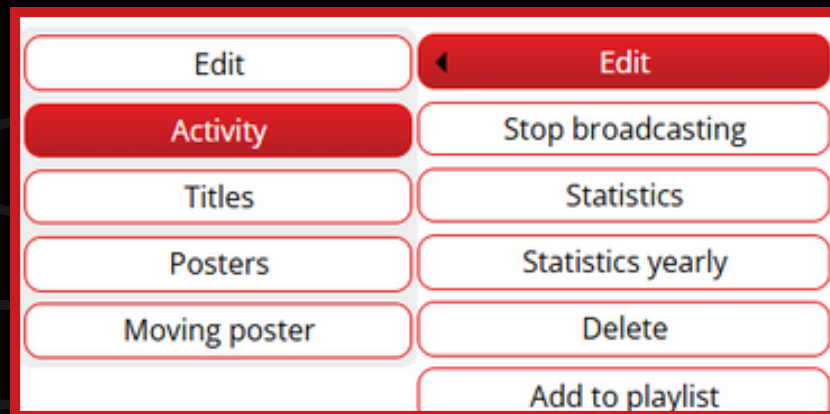 Edit
Activity
Titles
Posters
Moving poster
Edit
Stop broadcasting
Statistics
Statistics yearly
Delete
Add to playlist